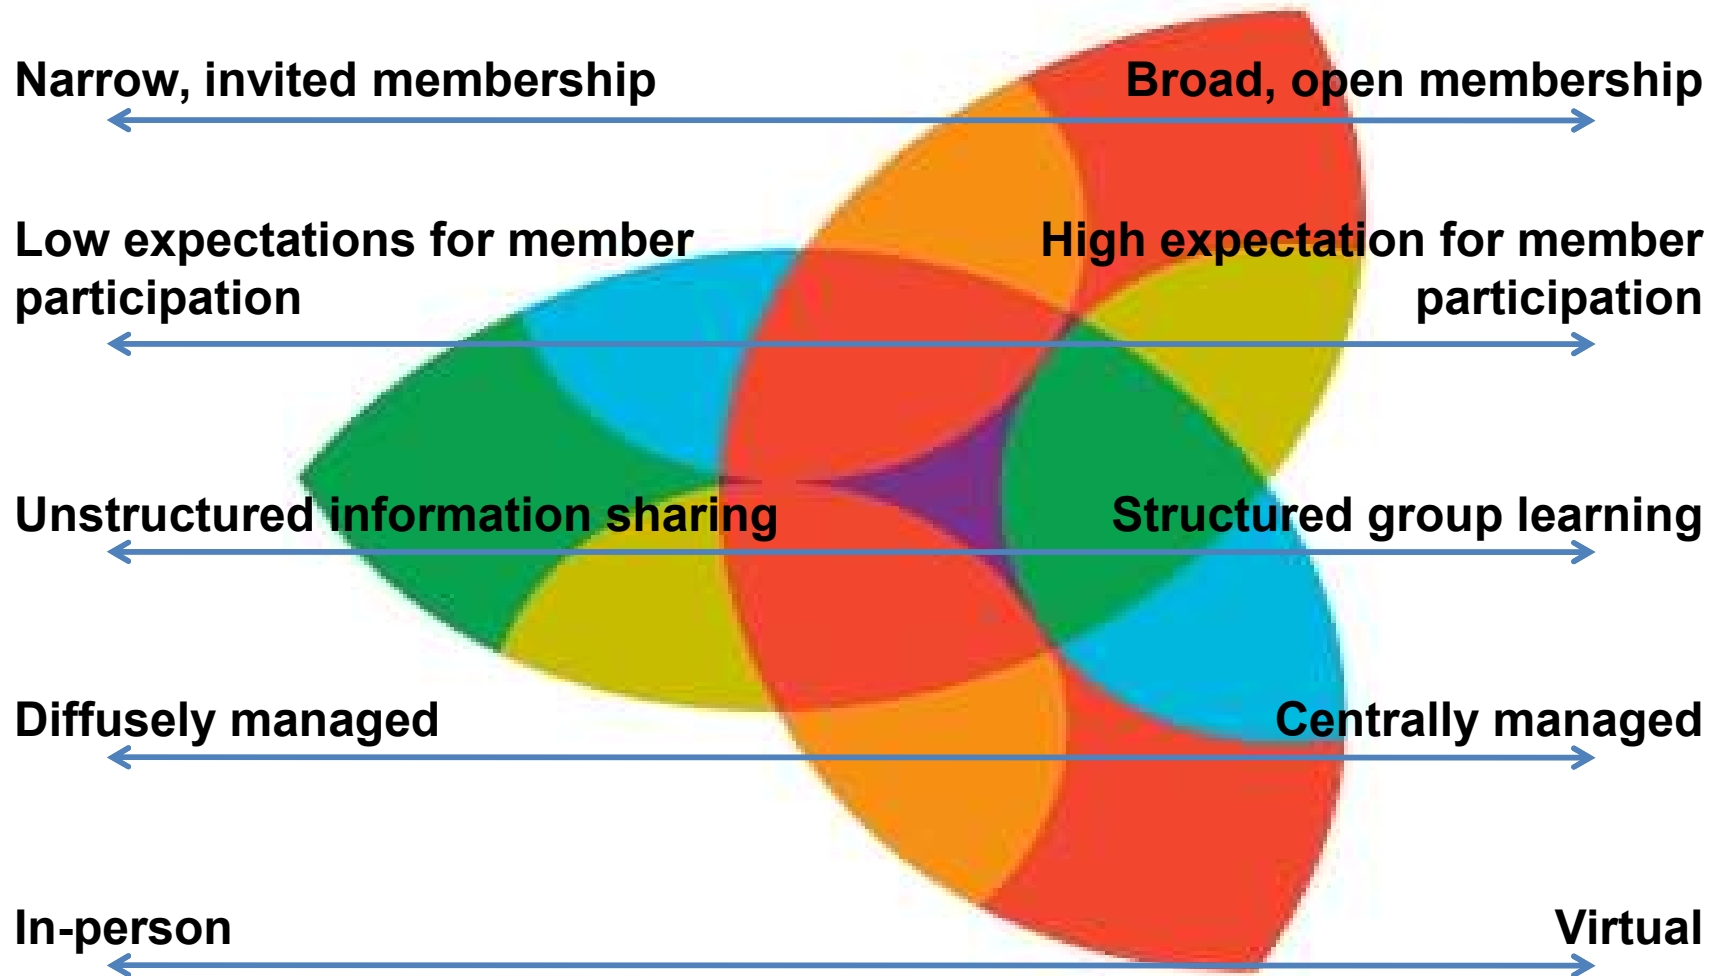 Narrow, invited membership
Broad, open membership
Low expectations for member
participation
High expectation for member
participation
Unstructured information sharing
Structured group learning
Diffusely managed
Centrally managed
In-person
Virtual